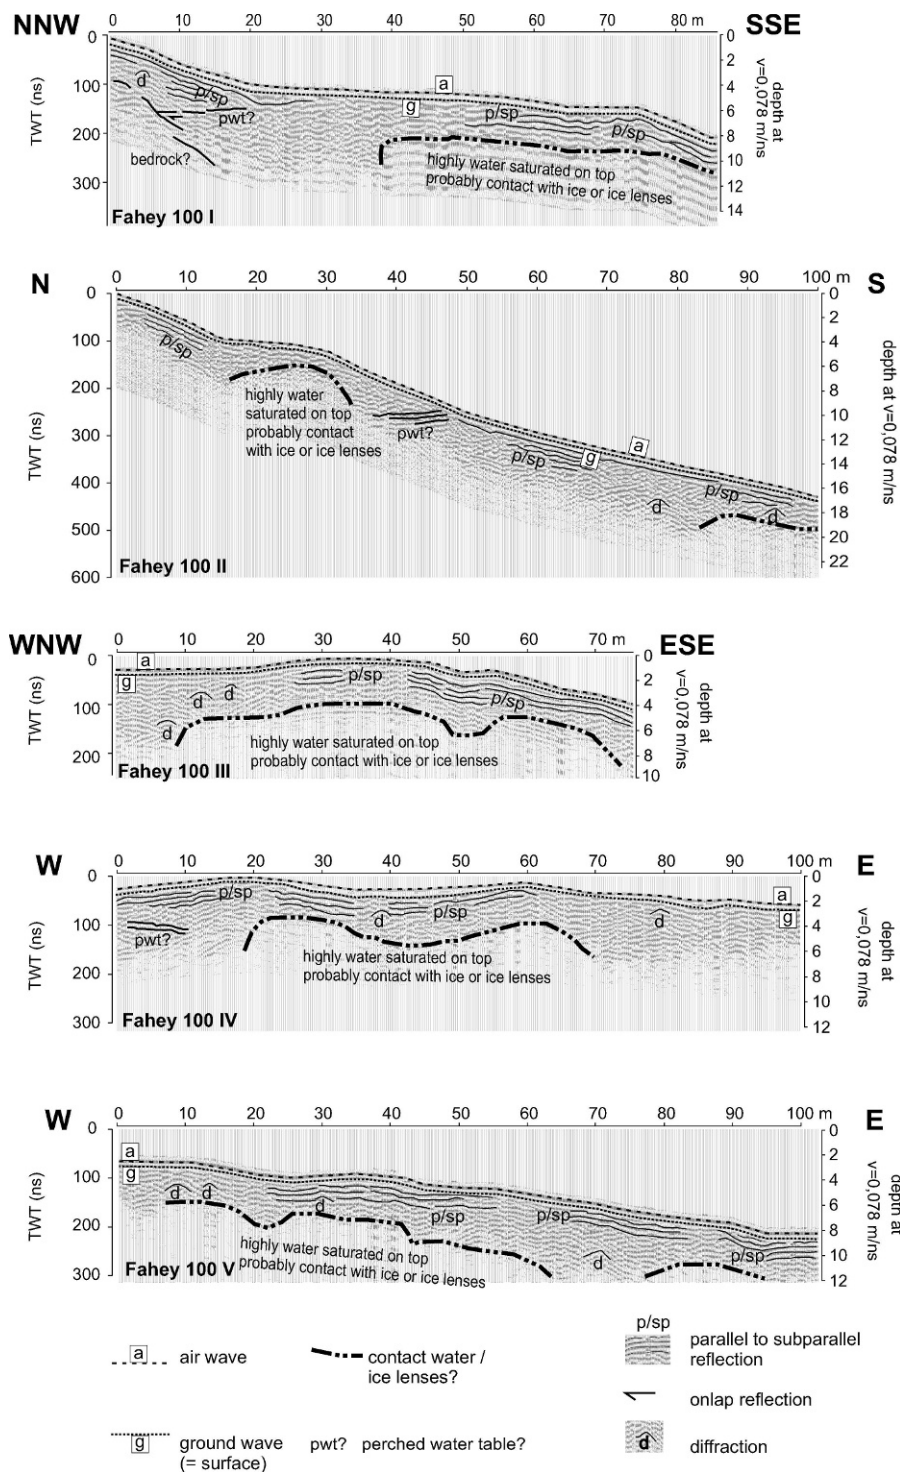 NNW 0 10 20 30 40 50 60 70 80 m SSE
0
100
200
300
TWT (ns)
0
2
4
6
8
10
12
14
depth at
v=0,078 m/ns
a
g
d
p/sp
pwt?
bedrock?
p/sp
p/sp
highly water saturated on top
probably contact with ice or ice lenses
Fahey 100 I
N 0 10 20 30 40 50 60 70 80 90 100 m S
0
100
200
300
400
500
600
TWT (ns)
0
2
4
6
8
10
12
14
16
18
20
22
depth at v=0,078 m/ns
p/sp
highly water
saturated on top
probably contact
with ice or ice lenses
pwt?
p/sp
g
a
p/sp
d
d
Fahey 100 II
WNW 0 10 20 30 40 50 60 70 m ESE
0
100
200
TWT (ns)
0
2
4
6
8
10
depth at
v=0,078 m/ns
a
g
d
d
d
p/sp
p/sp
highly water saturated on top
probably contact with ice or ice lenses
Fahey 100 III
W 0 10 20 30 40 50 60 70 80 90 100 m E
0
100
200
300
TWT (ns)
0
2
4
6
8
10
12
depth at
v=0,078 m/ns
a
g
p/sp
p/sp
d
d
pwt?
highly water saturated on top
probably contact with ice or ice lenses
Fahey 100 IV
W 0 10 20 30 40 50 60 70 80 90 100 m E
0
100
200
300
TWT (ns)
0
2
4
6
8
10
12
depth at
v=0,078 m/ns
a
g
d
d
d
p/sp
p/sp
d
p/sp
highly water saturated on top
probably contact with ice or ice lenses
Fahey 100 V
a air wave
contact water /
ice lenses?
p/sp
parallel to subparallel
reflection
onlap reflection
g ground wave
(= surface)
pwt? perched water table?
d diffraction